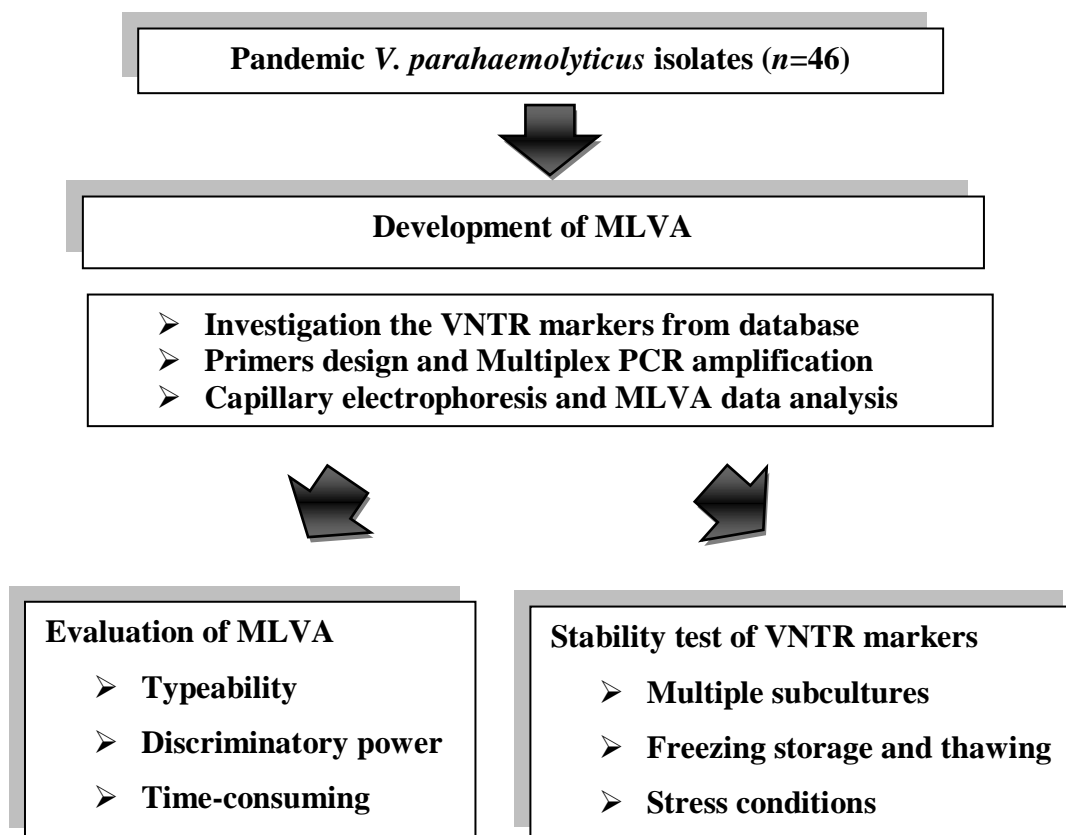 Pandemic V. parahaemolyticus isolates (n=46)
Development of MLVA
➢ Investigation the VNTR markers from database
➢ Primers design and Multiplex PCR amplification
➢ Capillary electrophoresis and MLVA data analysis
Evaluation of MLVA
➢ Typeability
➢ Discriminatory power
➢ Time-consuming
Stability test of VNTR markers
➢ Multiple subcultures
➢ Freezing storage and thawing
➢ Stress conditions